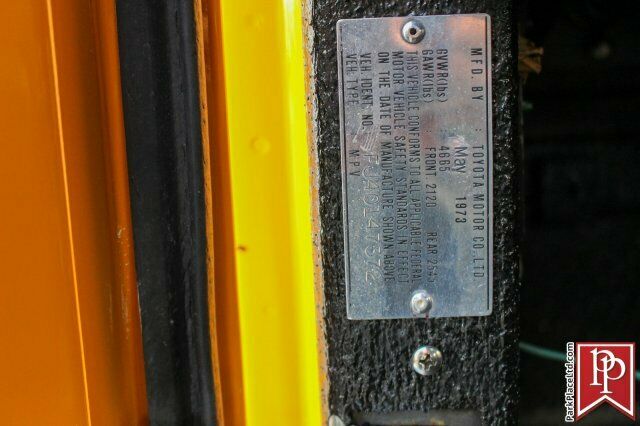 MFD. BY : TOYOTA MOTOR CO., LTD.
May 1973
GVWR(lbs) : 4665
GAWR(lbs) : FRONT 2120 REAR
THIS VEHICLE CONFORMS TO ALL APPLICABLE FEDERAL
MOTOR VEHICLE SAFETY STANDARDS IN EFFECT
ON THE DATE OF MANUFACTURE SHOWN ABOVE
VEH. IDENT. NO.
VEH. TYPE : M.P.V
PP
ParkPlaceLtd.com